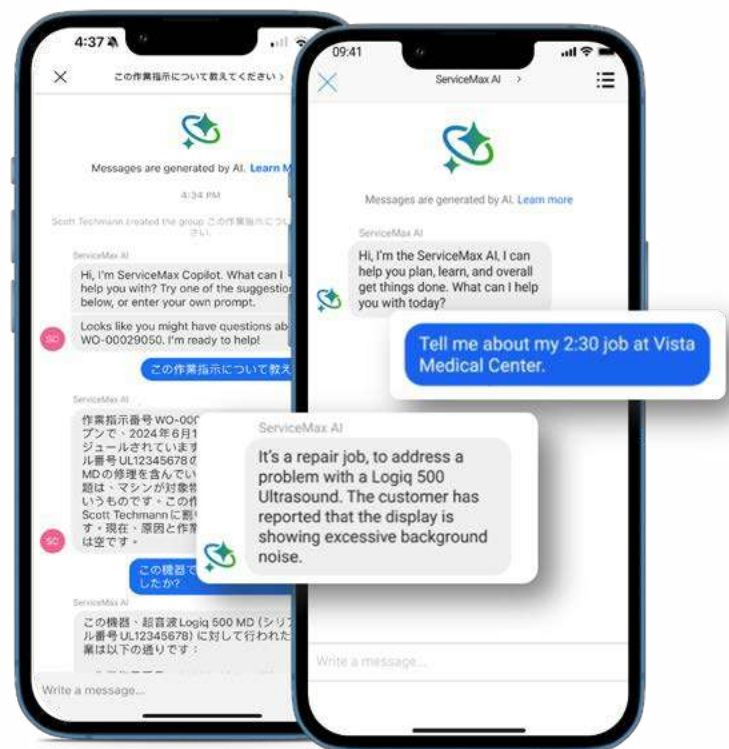 4:37
この作業指示について教えてください >
Messages are generated by AI. Learn M
4:34 PM
Scott Techmann created the group この作業指示につ
さい
ServiceMax AI
Hi, I'm ServiceMax Copilot. What can I
help you with? Try one of the suggestion
below, or enter your own prompt.
Looks like you might have questions ab
WO-00029050. I'm ready to help!
SC
この作業指示について教え
ServiceMax AI
作業指示番号 WO-000
プンで、2024年6月1
ジュールされています
ル番号 UL12345678 の
MDの修理を含んでい
題は、マシンが対象物
いうものです。この作
Scott Techmann に割り
す。現在、原因と作業
は空です。
SC
この機器で
したか?
ServiceMax AI
この機器、超音波 Logiq 500 MD (シリア
ル番号 UL12345678) に対して行われた
業は以下の通りです:
Write a message...
09:41
ServiceMax AI >
Messages are generated by AI. Learn more
ServiceMax AI
Hi, I'm the ServiceMax AI, I can
help you plan, learn, and overall
get things done. What can I help
you with today?
Tell me about my 2:30 job at Vista
Medical Center.
ServiceMax AI
It's a repair job, to address a
problem with a Logiq 500
Ultrasound. The customer has
reported that the display is
showing excessive background
noise.
Write a message...